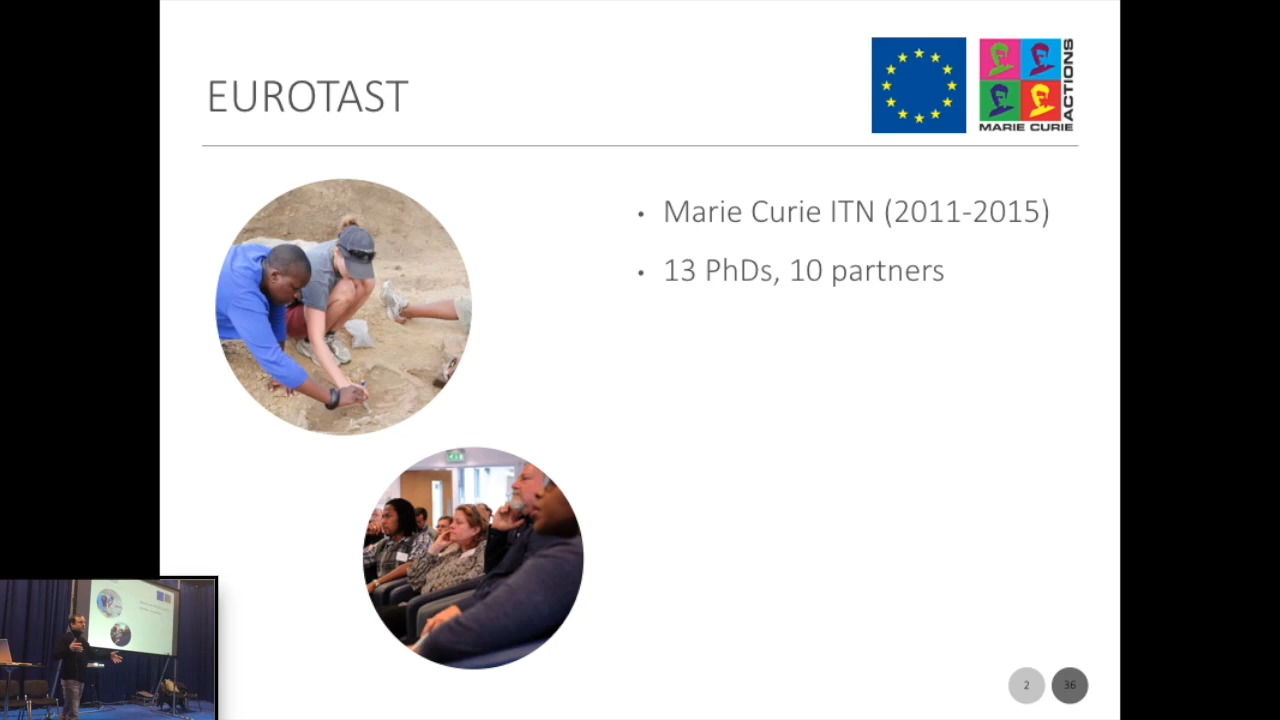 EUROTAST
MARIE CURIE
ACTIONS
• Marie Curie ITN (2011-2015)
• 13 PhDs, 10 partners
2
36